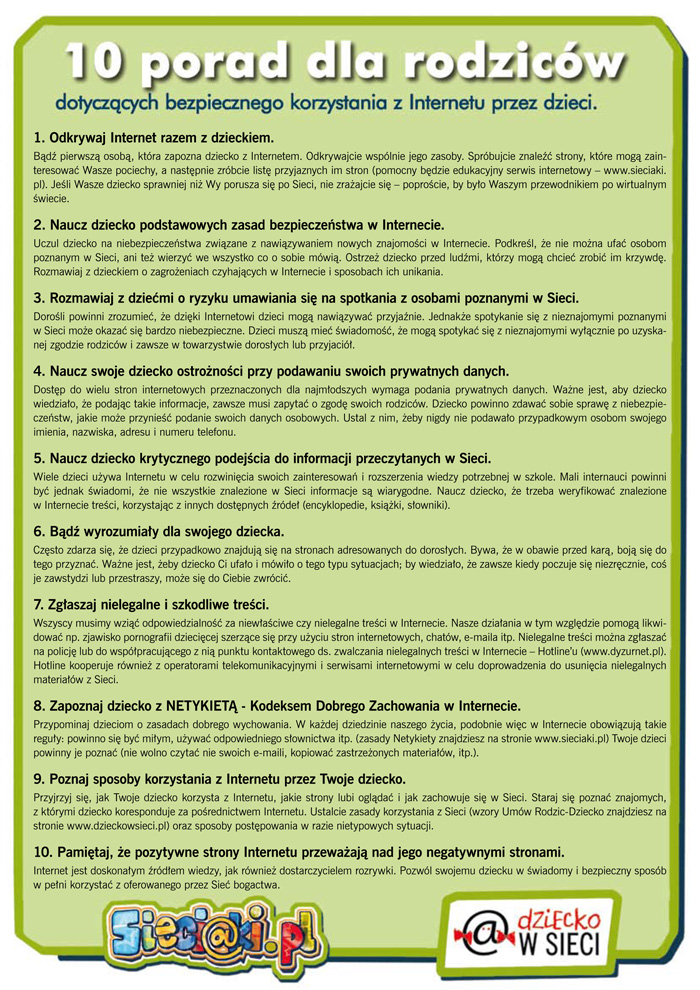 10 porad dla rodziców
dotyczących bezpiecznego korzystania z Internetu przez dzieci.
1. Odkrywaj Internet razem z dzieckiem.
Bądź pierwszą osobą, która zapozna dziecko z Internetem. Odkrywajcie wspólnie jego zasoby. Spróbujcie znaleźć strony, które mogą zain-
teresować Wasze pociechy, a następnie zróbcie listę przyjaznych im stron (pomocny będzie edukacyjny serwis internetowy – www.sieciaki.
pl). Jeśli Wasze dziecko sprawniej niż Wy porusza się po Sieci, nie zrażajcie się – poproście, by było Waszym przewodnikiem po wirtualnym
świecie.
2. Naucz dziecko podstawowych zasad bezpieczeństwa w Internecie.
Uczul dziecko na niebezpieczeństwa związane z nawiązywaniem nowych znajomości w Internecie. Podkreśl, że nie można ufać osobom
poznanym w Sieci, ani też wierzyć we wszystko co o sobie mówią. Ostrzeż dziecko przed ludźmi, którzy mogą chcieć zrobić im krzywdę.
Rozmawiaj z dzieckiem o zagrożeniach czyhających w Internecie i sposobach ich unikania.
3. Rozmawiaj z dziećmi o ryzyku umawiania się na spotkania z osobami poznanymi w Sieci.
Dorośli powinni zrozumieć, że dzięki Internetowi dzieci mogą nawiązywać przyjaźnie. Jednakże spotykanie się z nieznajomymi poznanymi
w Sieci może okazać się bardzo niebezpieczne. Dzieci muszą mieć świadomość, że mogą spotykać się z nieznajomymi wyłącznie po uzyska-
nej zgodzie rodziców i zawsze w towarzystwie dorosłych lub przyjaciół.
4. Naucz swoje dziecko ostrożności przy podawaniu swoich prywatnych danych.
Dostęp do wielu stron internetowych przeznaczonych dla najmłodszych wymaga podania prywatnych danych. Ważne jest, aby dziecko
wiedziało, że podając takie informacje, zawsze musi zapytać o zgodę swoich rodziców. Dziecko powinno zdawać sobie sprawę z niebezpie-
czeństw, jakie może przynieść podanie swoich danych osobowych. Ustal z nim, żeby nigdy nie podawało przypadkowym osobom swojego
imienia, nazwiska, adresu i numeru telefonu.
5. Naucz dziecko krytycznego podejścia do informacji przeczytanych w Sieci.
Wiele dzieci używa Internetu w celu rozwinięcia swoich zainteresowań i rozszerzenia wiedzy potrzebnej w szkole. Mali internauci powinni
być jednak świadomi, że nie wszystkie znalezione w Sieci informacje są wiarygodne. Naucz dziecko, że trzeba weryfikować znalezione
w Internecie treści, korzystając z innych dostępnych źródeł (encyklopedie, książki, słowniki).
6. Bądź wyrozumiały dla swojego dziecka.
Często zdarza się, że dzieci przypadkowo znajdują się na stronach adresowanych do dorosłych. Bywa, że w obawie przed karą, boją się do
tego przyznać. Ważne jest, żeby dziecko Ci ufało i mówiło o tego typu sytuacjach; by wiedziało, że zawsze kiedy poczuje się niezręcznie, coś
je zawstydzi lub przestraszy, może się do Ciebie zwrócić.
7. Zgłaszaj nielegalne i szkodliwe treści.
Wszyscy musimy wziąć odpowiedzialność za niewłaściwe czy nielegalne treści w Internecie. Nasze działania w tym względzie pomogą likwi-
dować np. zjawisko pornografii dziecięcej szerzące się przy użyciu stron internetowych, chatów, e-maila itp. Nielegalne treści można zgłaszać
na policję lub do współpracującego z nią punktu kontaktowego ds. zwalczania nielegalnych treści w Internecie – Hotline'u (www.dyzurnet.pl).
Hotline kooperuje również z operatorami telekomunikacyjnymi i serwisami internetowymi w celu doprowadzenia do usunięcia nielegalnych
materiałów z Sieci.
8. Zapoznaj dziecko z NETYKIETĄ - Kodeksem Dobrego Zachowania w Internecie.
Przypominaj dzieciom o zasadach dobrego wychowania. W każdej dziedzinie naszego życia, podobnie więc w Internecie obowiązują takie
reguły: powinno się być miłym, używać odpowiedniego słownictwa itp. (zasady Netykiety znajdziesz na stronie www.sieciaki.pl) Twoje dzieci
powinny je poznać (nie wolno czytać nie swoich e-maili, kopiować zastrzeżonych materiałów, itp.).
9. Poznaj sposoby korzystania z Internetu przez Twoje dziecko.
Przyjrzyj się, jak Twoje dziecko korzysta z Internetu, jakie strony lubi oglądać i jak zachowuje się w Sieci. Staraj się poznać znajomych,
z którymi dziecko koresponduje za pośrednictwem Internetu. Ustalcie zasady korzystania z Sieci (wzory Umów Rodzic-Dziecko znajdziesz na
stronie www.dzieckowsieci.pl) oraz sposoby postępowania w razie nietypowych sytuacji.
10. Pamiętaj, że pozytywne strony Internetu przeważają nad jego negatywnymi stronami.
Internet jest doskonałym źródłem wiedzy, jak również dostarczycielem rozrywki. Pozwól swojemu dziecku w świadomy i bezpieczny sposób
w pełni korzystać z oferowanego przez Sieć bogactwa.
Sieci@ki.pl
@ dziecko
W SIECI